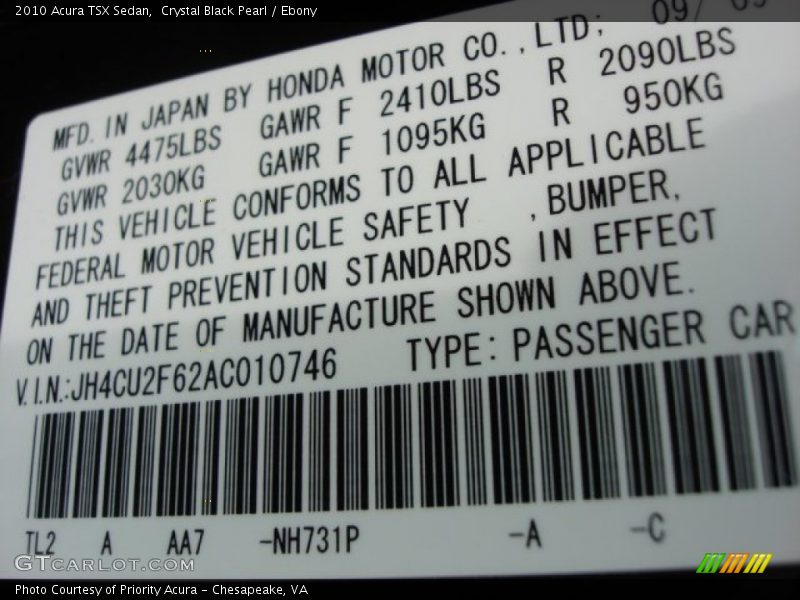 2010 Acura TSX Sedan,  Crystal Black Pearl / Ebony
MFD. IN JAPAN BY HONDA MOTOR CO.,LTD; 09/
GVWR 4475LBS GAWR F 2410LBS R 2090LBS
GVWR 2030KG GAWR F 1095KG R 950KG
THIS VEHICLE CONFORMS TO ALL APPLICABLE
FEDERAL MOTOR VEHICLE SAFETY ,BUMPER,
AND THEFT PREVENTION STANDARDS IN EFFECT
ON THE DATE OF MANUFACTURE SHOWN ABOVE.
V.I.N.:JH4CU2F62AC010746 TYPE: PASSENGER CAR
TL2 A AA7 -NH731P -A -C
GTCARLOT.COM
Photo Courtesy of Priority Acura - Chesapeake, VA